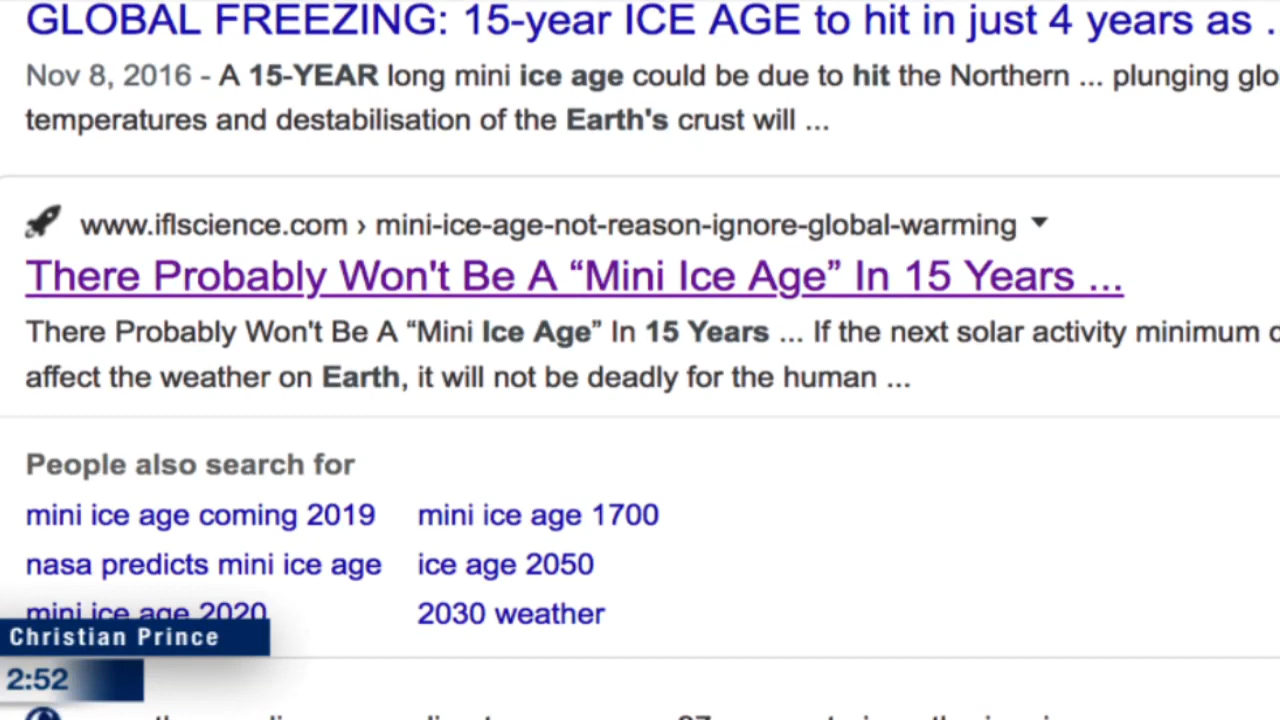 GLOBAL FREEZING: 15-year ICE AGE to hit in just 4 years as ...
Nov 8, 2016 - A 15-YEAR long mini ice age could be due to hit the Northern ... plunging
temperatures and destabilisation of the Earth's crust will ...
www.iflscience.com › mini-ice-age-not-reason-ignore-global-warming
There Probably Won't Be A “Mini Ice Age” In 15 Years ...
There Probably Won't Be A “Mini Ice Age” In 15 Years ... If the next solar activity minimum
affect the weather on Earth, it will not be deadly for the human ...
People also search for
mini ice age coming 2019
mini ice age 1700
nasa predicts mini ice age
ice age 2050
mini ice age 2020
2030 weather
Christian Prince
2:52